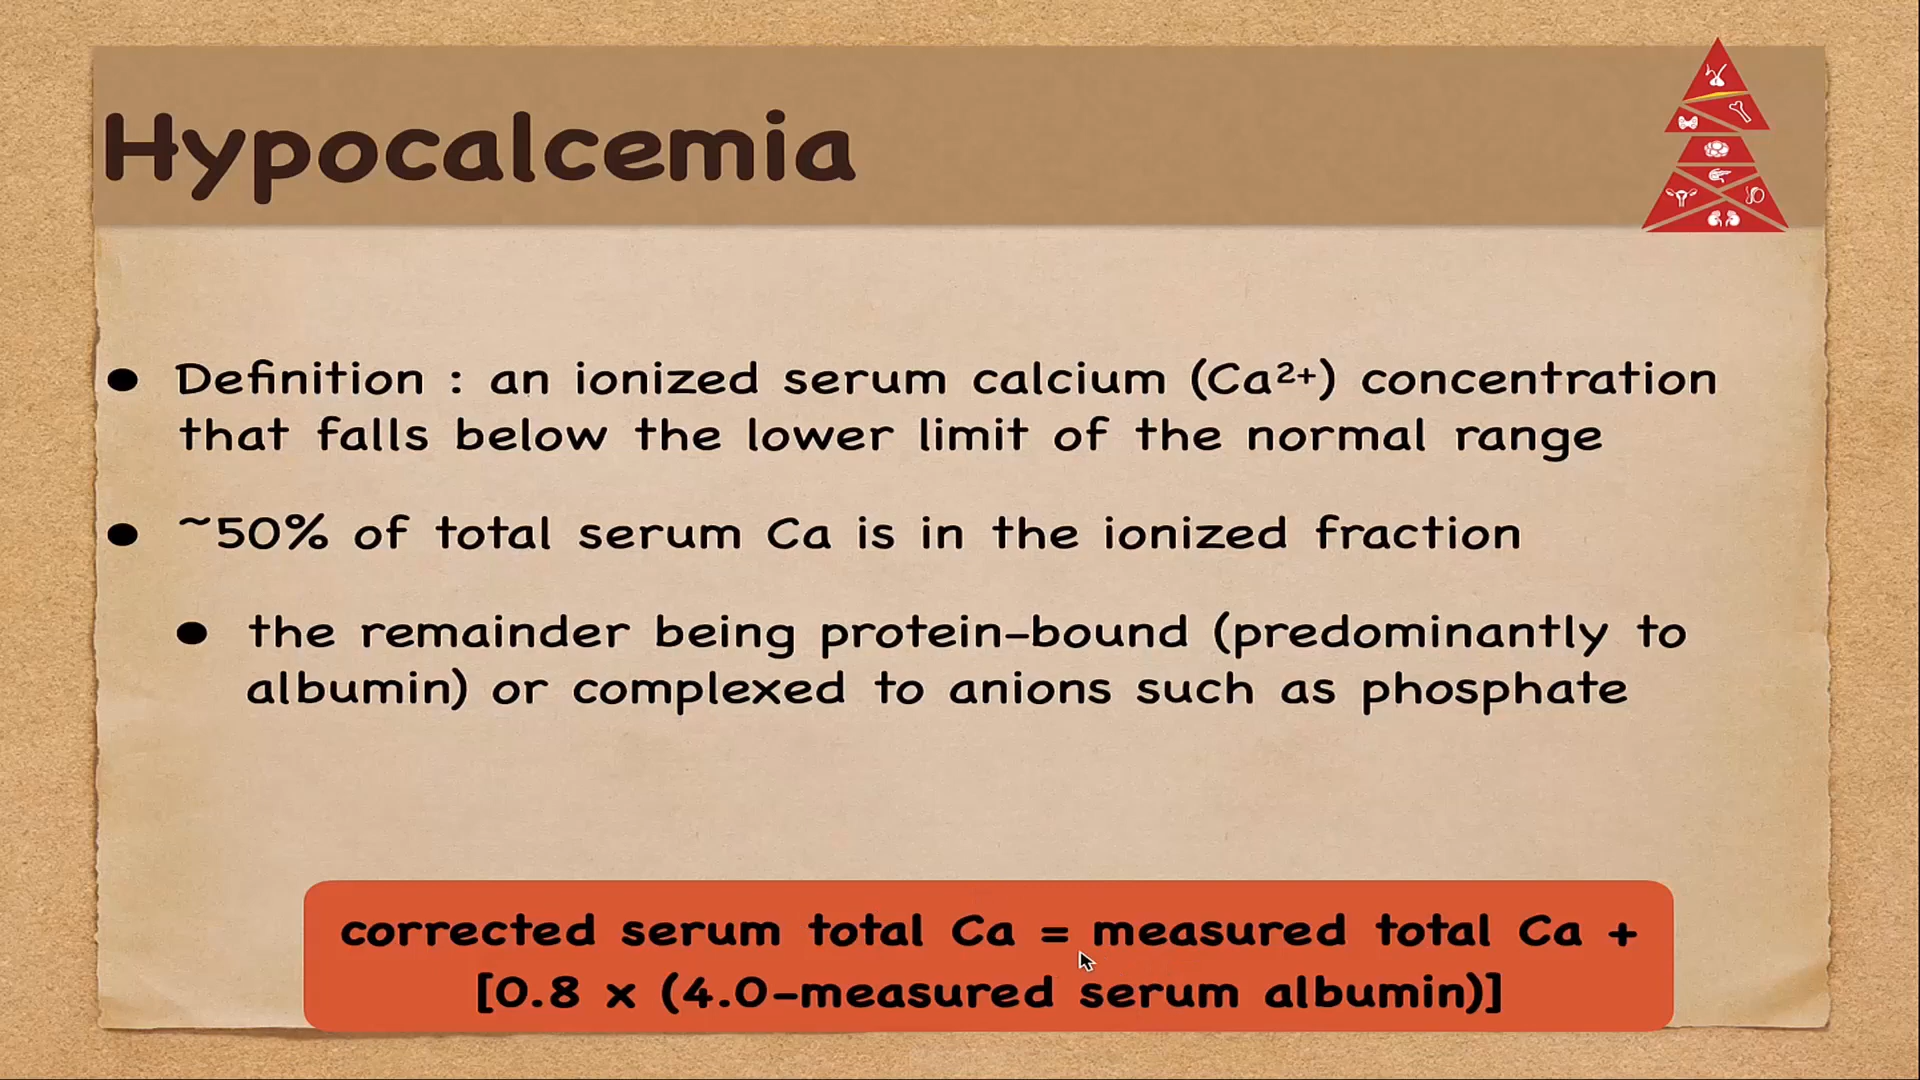 Hypocalcemia
• Definition : an ionized serum calcium (Ca²⁺) concentration
that falls below the lower limit of the normal range
• ~50% of total serum Ca is in the ionized fraction
• the remainder being protein-bound (predominantly to
albumin) or complexed to anions such as phosphate
corrected serum total Ca = measured total Ca +
[0.8 x (4.0-measured serum albumin)]